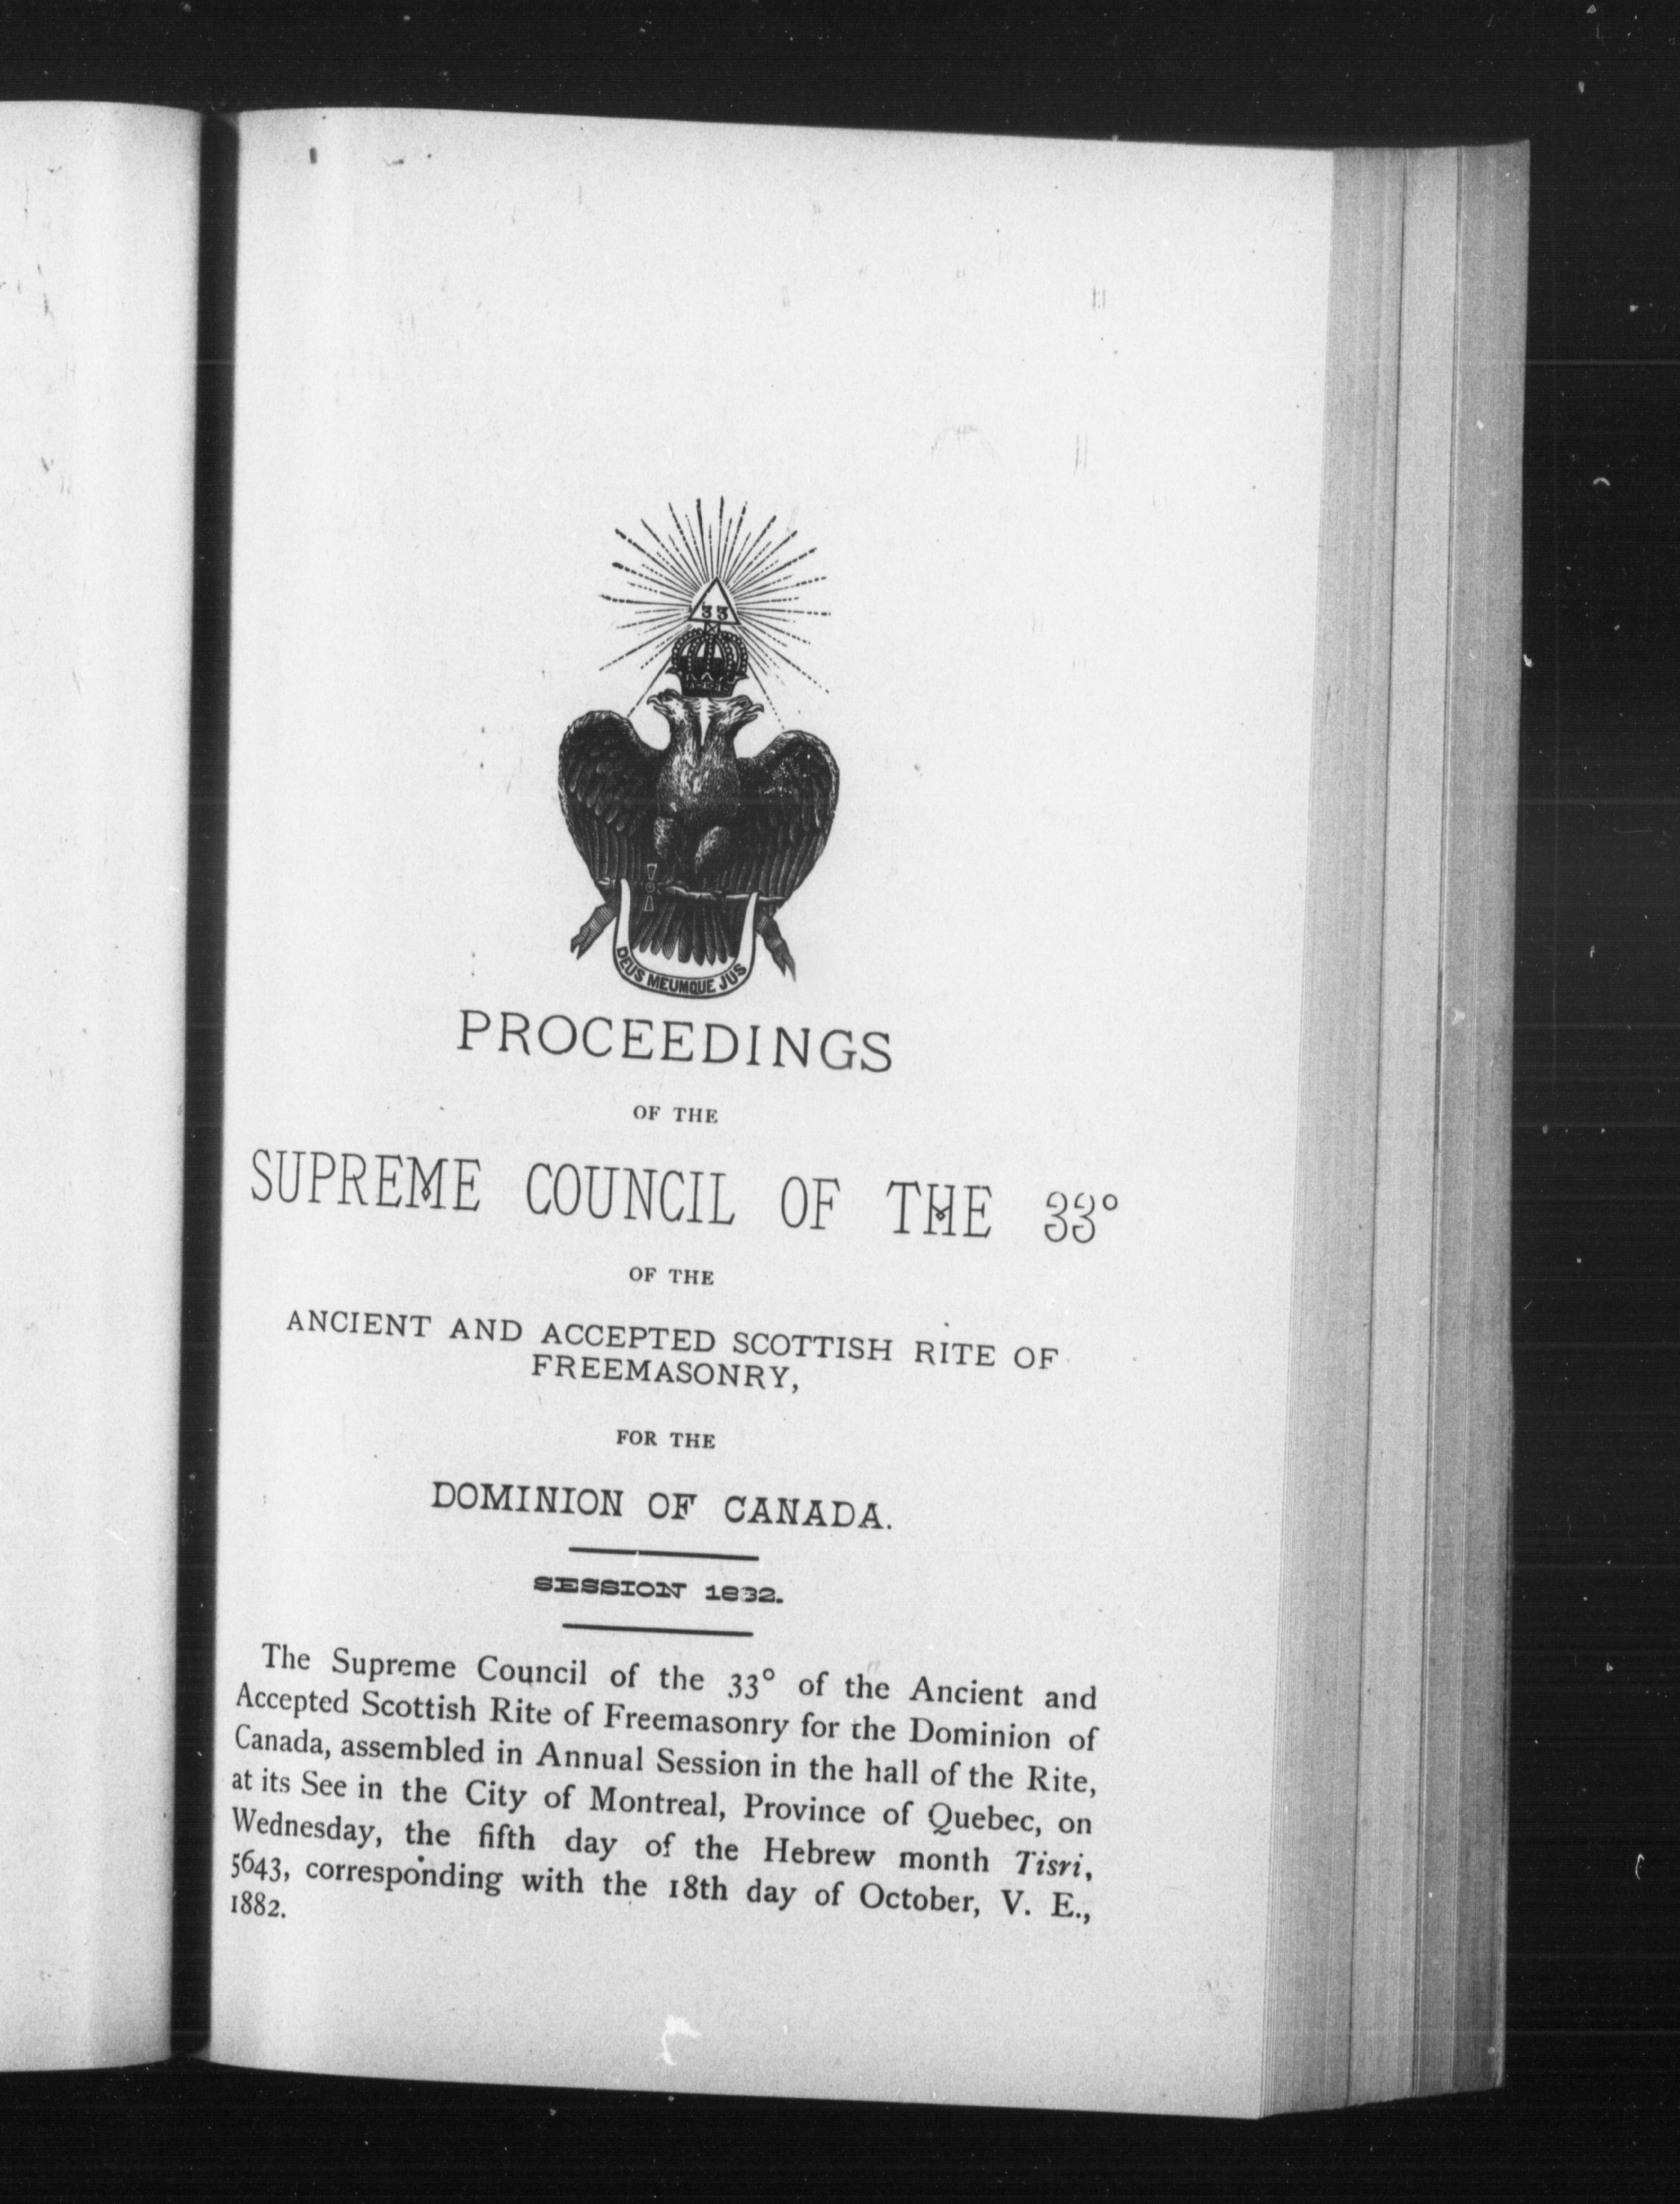 33
DEUS MEUMQUE JUS
PROCEEDINGS
OF THE
SUPREME COUNCIL OF THE 33°
OF THE
ANCIENT AND ACCEPTED SCOTTISH RITE OF
FREEMASONRY,
FOR THE
DOMINION OF CANADA.
SESSION 1882.
The Supreme Council of the 33° of the Ancient and
Accepted Scottish Rite of Freemasonry for the Dominion of
Canada, assembled in Annual Session in the hall of the Rite,
at its See in the City of Montreal, Province of Quebec, on
Wednesday, the fifth day of the Hebrew month Tisri,
5643, corresponding with the 18th day of October, V. E.,
1882.